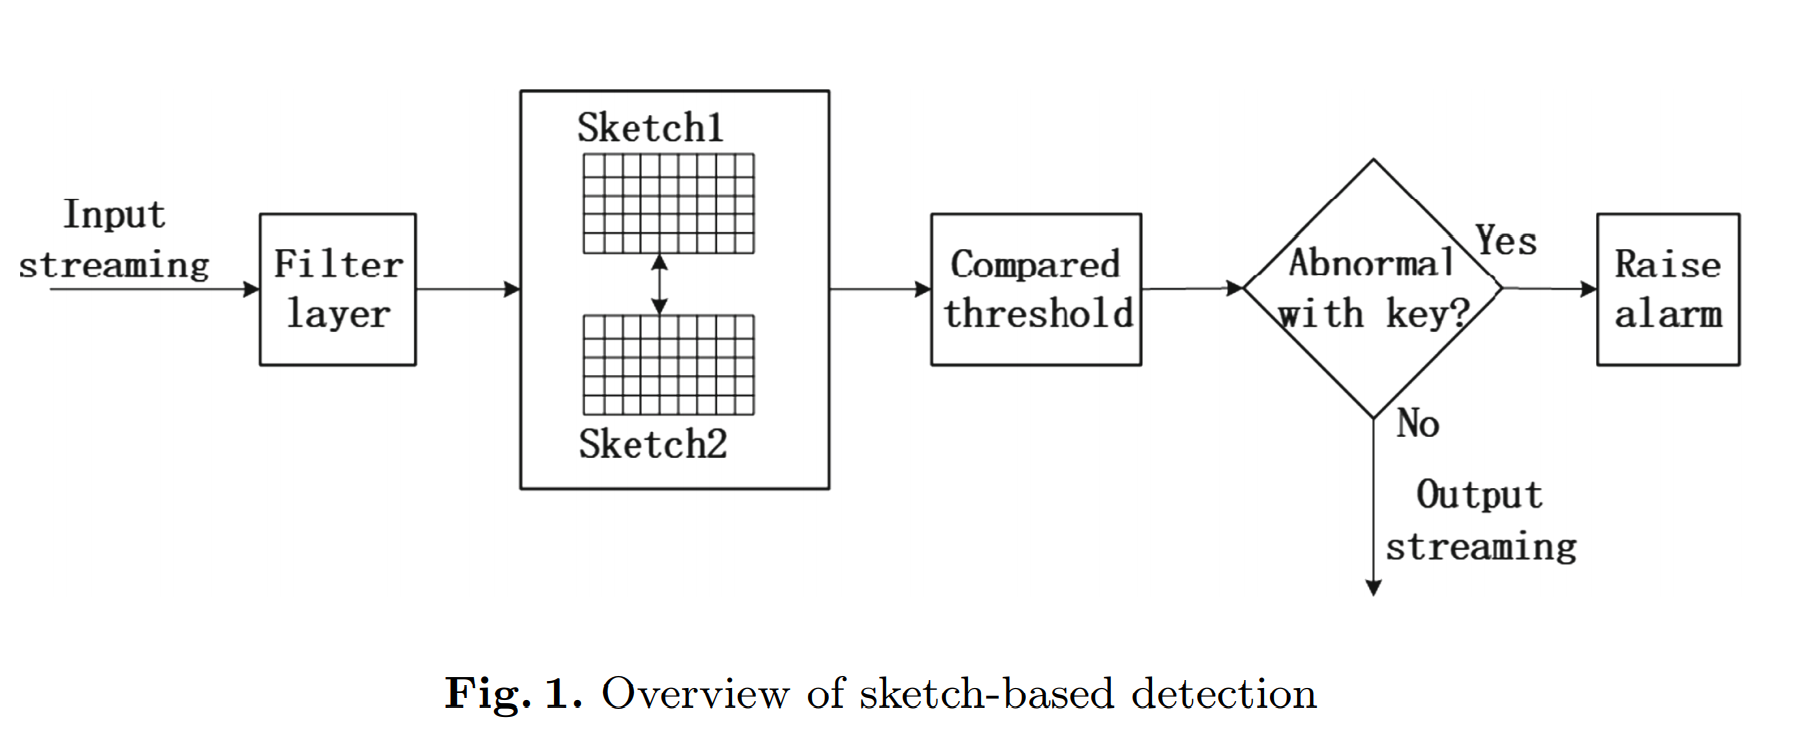 Input
streaming
Filter
layer
Sketch1
Sketch2
Compared
threshold
Abnormal
with key?
Yes
Raise
alarm
No
Output
streaming
Fig. 1. Overview of sketch-based detection